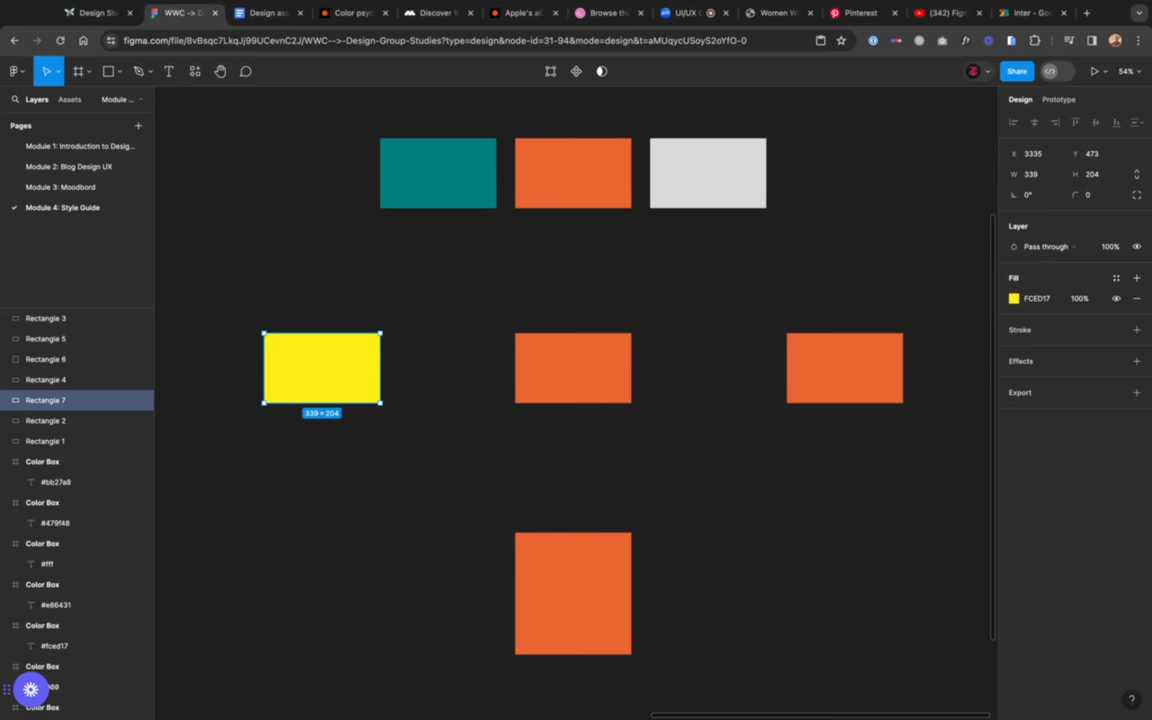 Design Stu
WWC -> D
Design ass
Color psyc
Discover W
Apple's all
Browse tho
UI/UX
Women W
Pinterest
(342) Figm
Inter - Goo
figma.com/file/8vBsqc7LkqJj99UCevnC2J/WWC-->-Design-Group-Studies?type=design&node-id=31-94&mode=design&t=aMUqycUSoyS2oYfO-0
Share
54%
Layers
Assets
Module ...
Design
Prototype
Pages
Module 1: Introduction to Desig...
Module 2: Blog Design UX
Module 3: Moodbord
Module 4: Style Guide
X 3335
Y 473
W 339
H 204
0°
0
Layer
Pass through
100%
Fill
FCED17
100%
Stroke
Effects
Export
Rectangle 3
Rectangle 5
Rectangle 6
Rectangle 4
Rectangle 7
Rectangle 2
Rectangle 1
Color Box
#bb27a8
Color Box
#479f48
Color Box
#fff
Color Box
#e86431
Color Box
#fced17
Color Box
Color Box
339 × 204
?